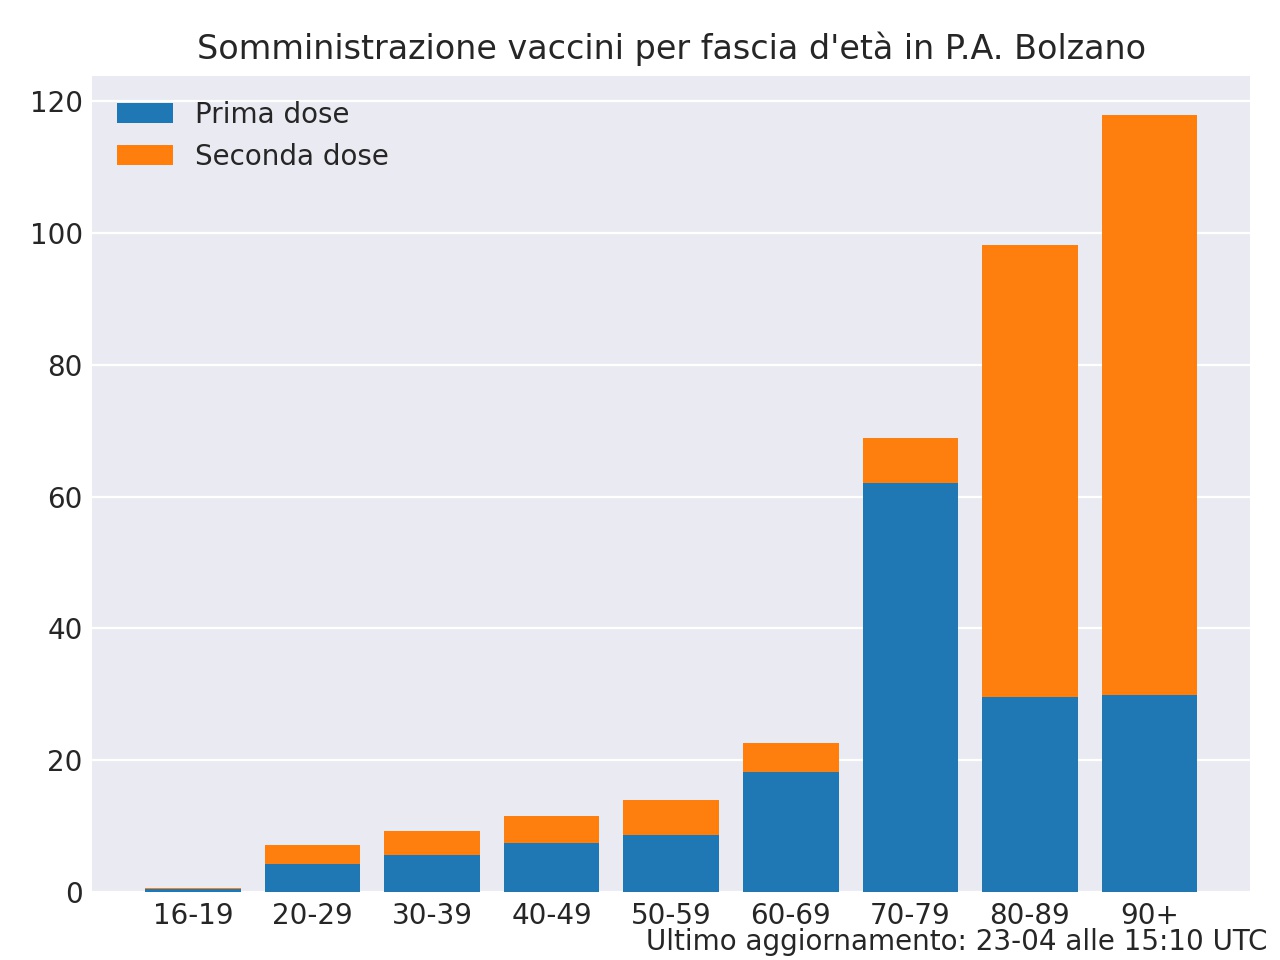 Somministrazione vaccini per fascia d'età in P.A. Bolzano
Prima dose
Seconda dose
120
100
80
60
40
20
0
16-19 20-29 30-39 40-49 50-59 60-69 70-79 80-89 90+
Ultimo aggiornamento: 23-04 alle 15:10 UTC